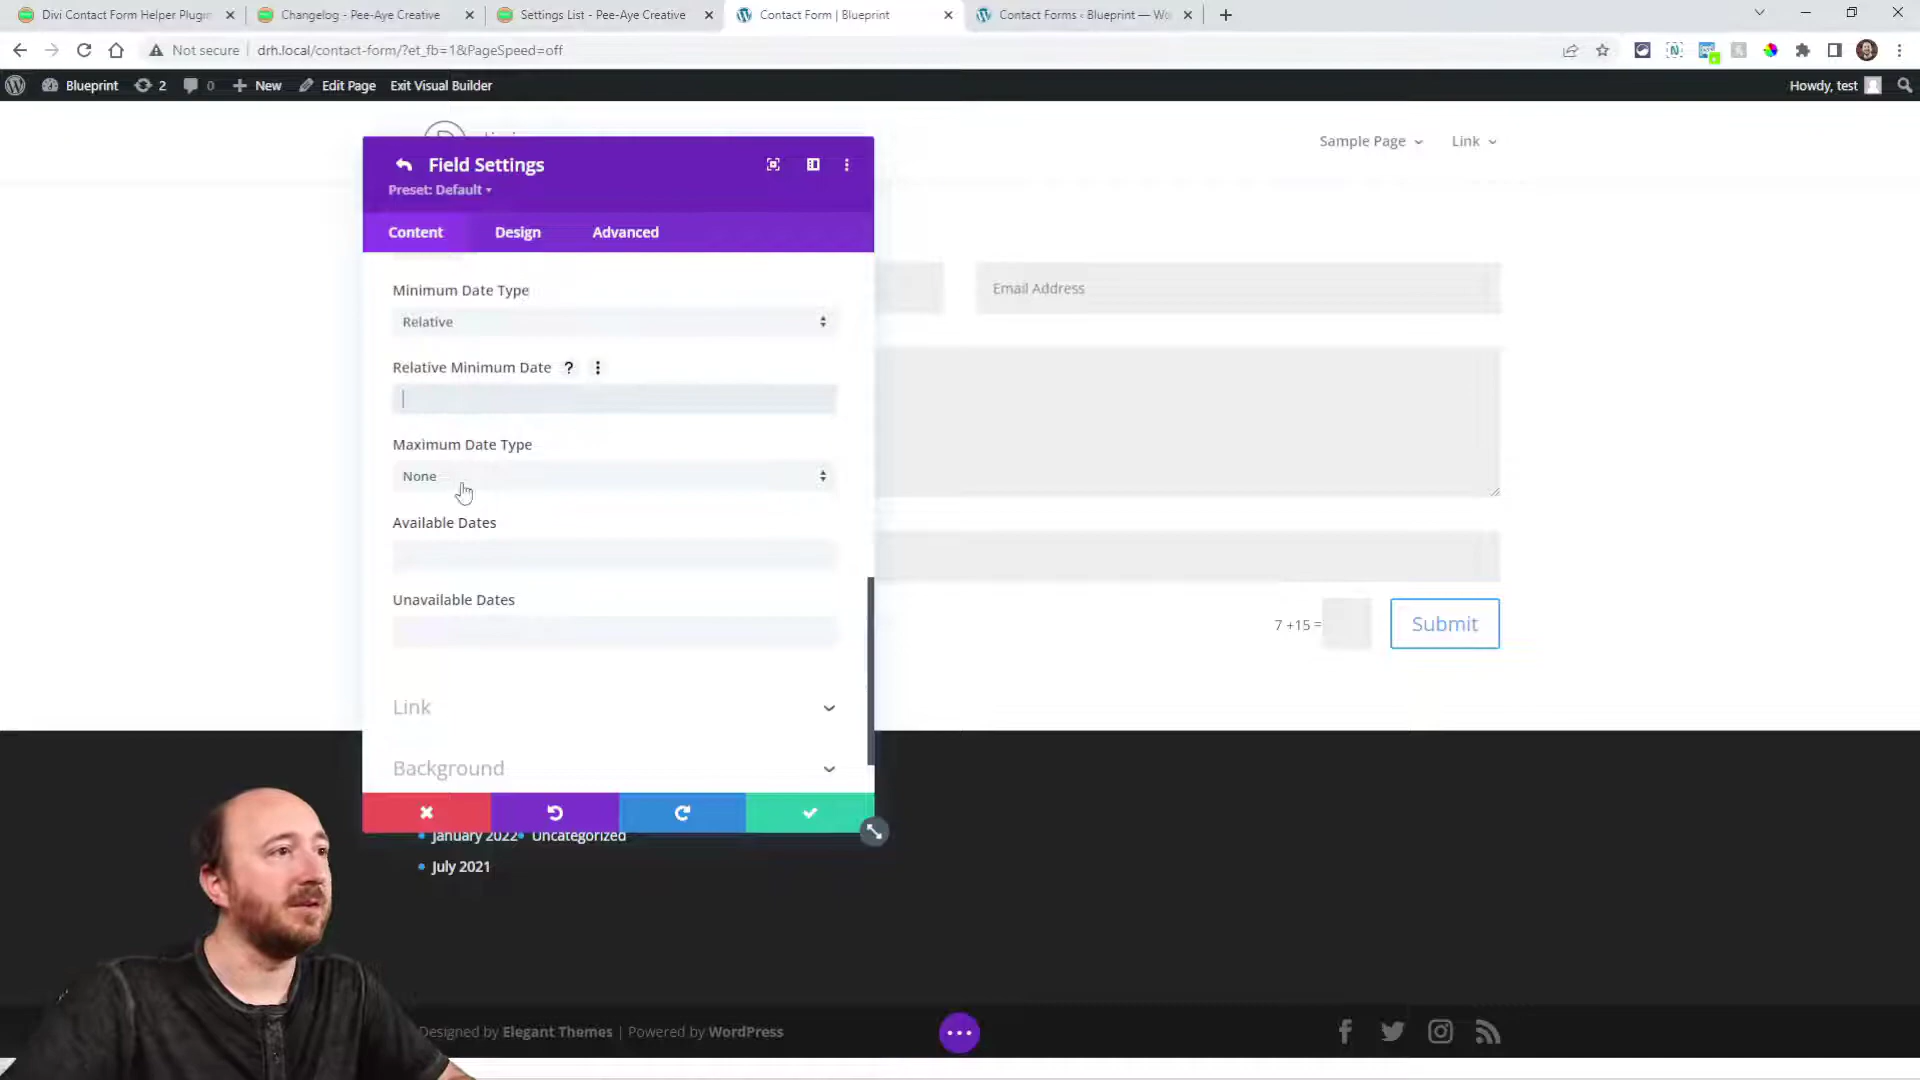 Divi Contact Form Helper Plugin
Changelog - Pee-Aye Creative
Settings List - Pee-Aye Creative
Contact Form | Blueprint
Contact Forms ‹ Blueprint — Wo
Not secure
drh.local/contact-form/?et_fb=1&PageSpeed=off
Blueprint
2
0
New
Edit Page
Exit Visual Builder
Howdy, test
Sample Page
Link
Field Settings
Preset: Default
Content
Design
Advanced
Minimum Date Type
Relative
Relative Minimum Date ?
Maximum Date Type
None
Available Dates
Unavailable Dates
Link
Background
Email Address
7 +15 =
Submit
January 2022
Uncategorized
July 2021
Designed by Elegant Themes | Powered by WordPress